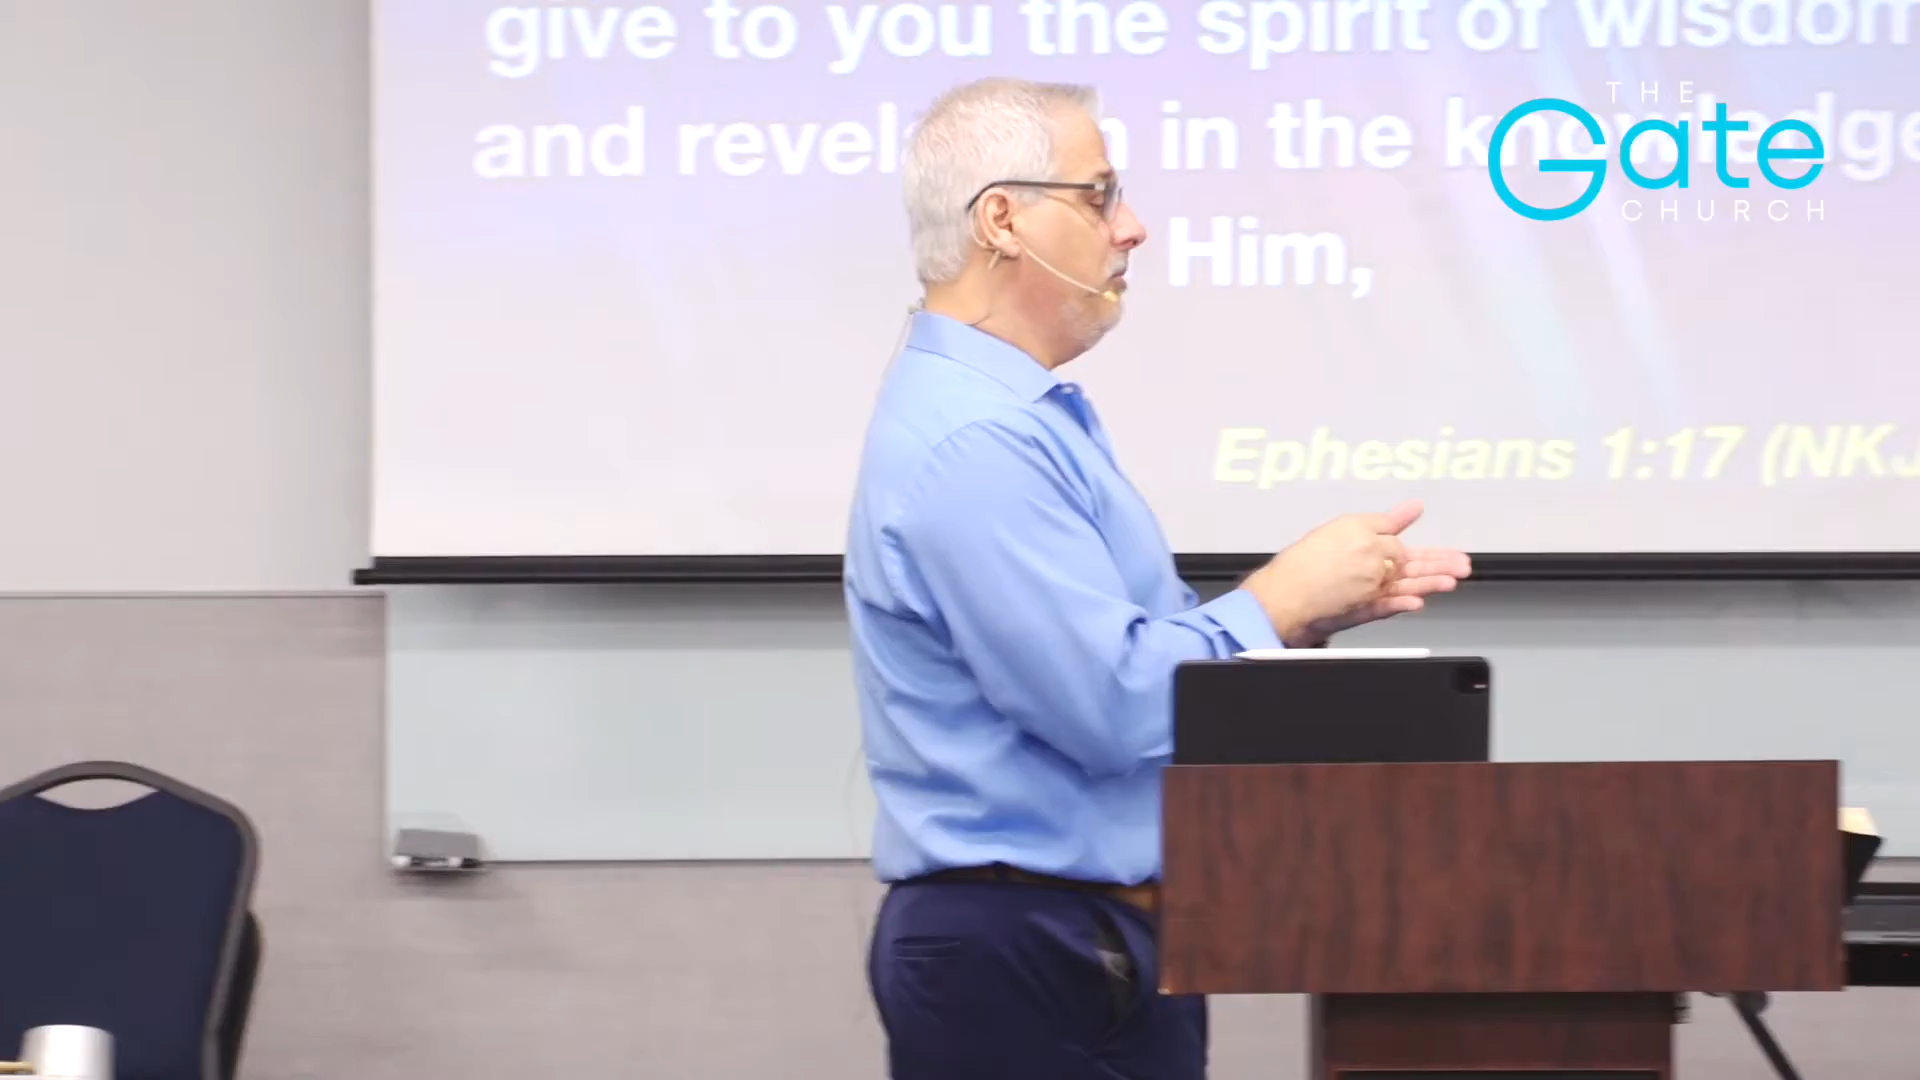 give to you the spirit of wisdom
and revel n in the knowledge
Him,
Ephesians 1:17 (NKJ
THE
Gate
CHURCH